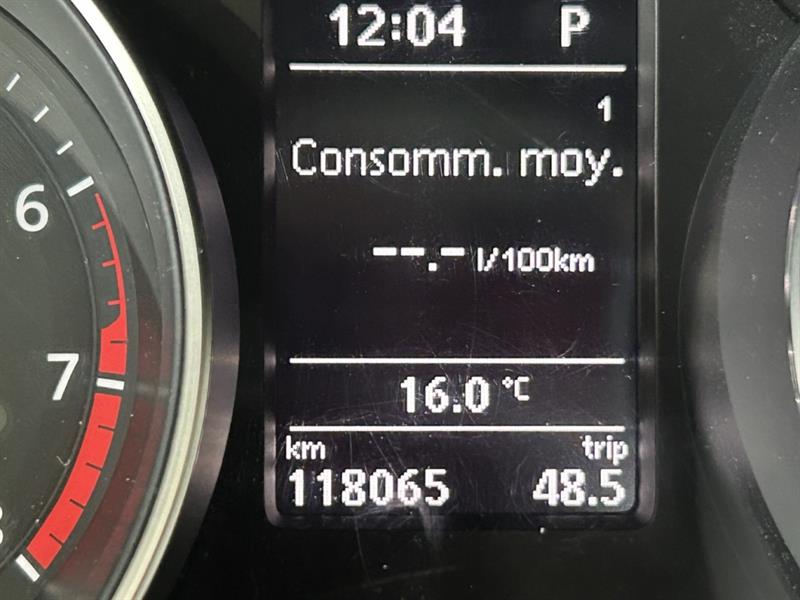 12:04 P
1
Consomm. moy.
--.- l/100km
16.0 °C
km trip
118065 48.5
6
7